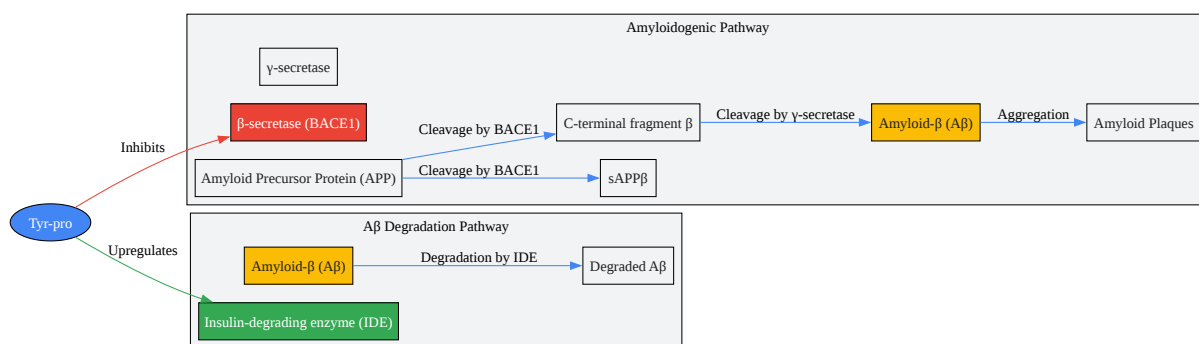 Amyloidogenic Pathway
γ-secretase
β-secretase (BACE1)
Cleavage by BACE1
C-terminal fragment β
Cleavage by γ-secretase
Amyloid-β (Aβ)
Aggregation
Amyloid Plaques
Inhibits
Amyloid Precursor Protein (APP)
Cleavage by BACE1
sAPPβ
Tyr-pro
Aβ Degradation Pathway
Upregulates
Amyloid-β (Aβ)
Degradation by IDE
Degraded Aβ
Insulin-degrading enzyme (IDE)